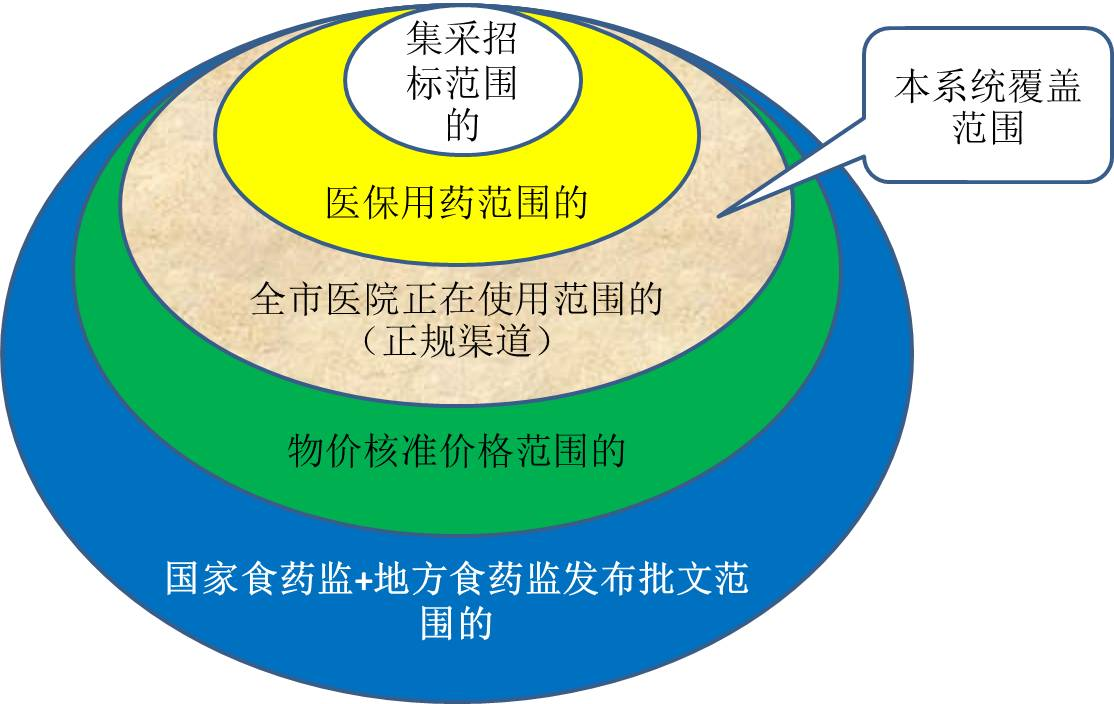 集采招
标范围
的
本系统覆盖
范围
医保用药范围的
全市医院正在使用范围的
（正规渠道）
物价核准价格范围的
国家食药监+地方食药监发布批文范
围的